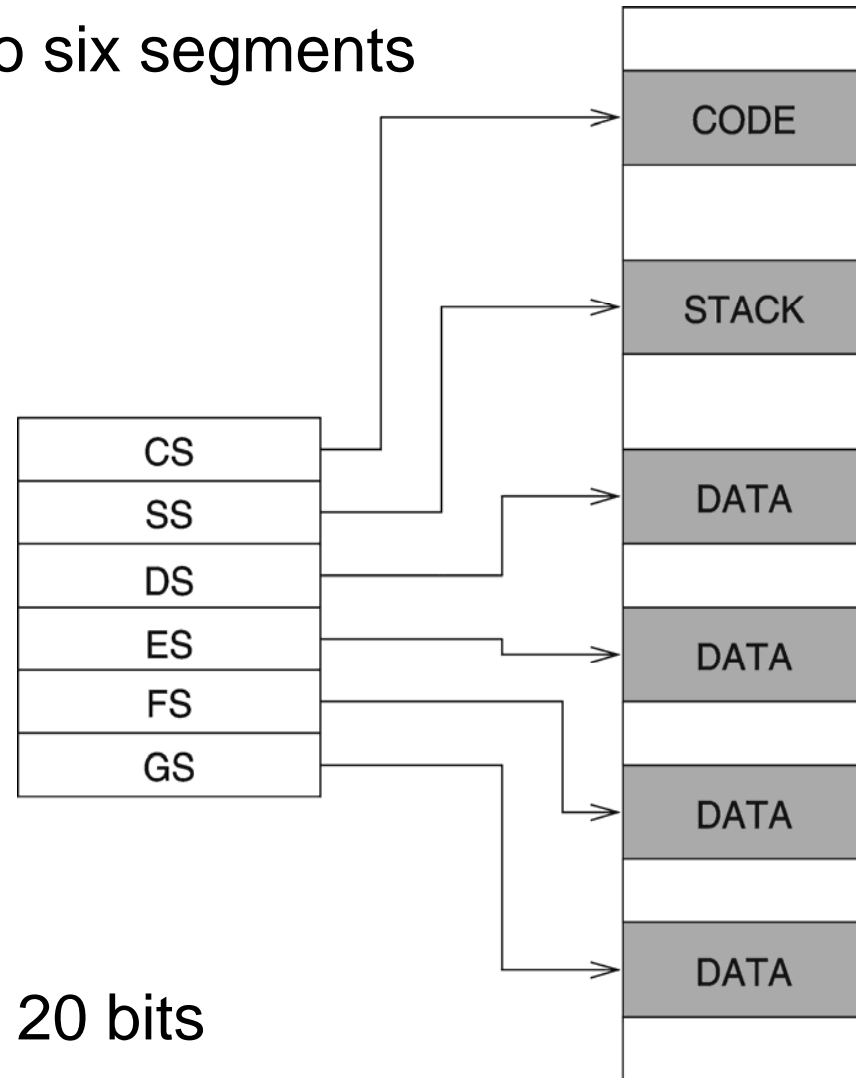 o six segments
CODE
STACK
CS
SS
DS
ES
FS
GS
DATA
DATA
DATA
DATA
20 bits